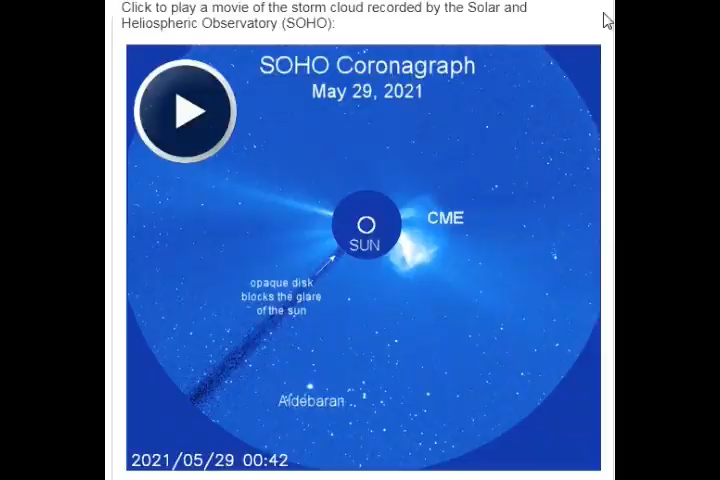 Click to play a movie of the storm cloud recorded by the Solar and
Heliospheric Observatory (SOHO):
SOHO Coronagraph
May 29, 2021
CME
SUN
opaque disk
blocks the glare
of the sun
Aldebaran
2021/05/29 00:42